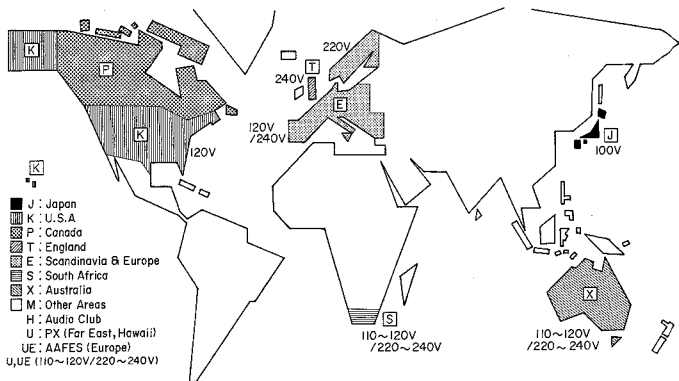 K
P
K
120V
K
220V
240V
T
E
120V
/240V
J
100V
S
110~120V
/220~240V
X
110~120V
/220~240V
J : Japan
K : U.S.A
P : Canada
T : England
E : Scandinavia & Europe
S : South Africa
X : Australia
M : Other Areas
H : Audio Club
U : PX (Far East, Hawaii)
UE : AAFES (Europe)
U,UE (110~120V/220~240V)